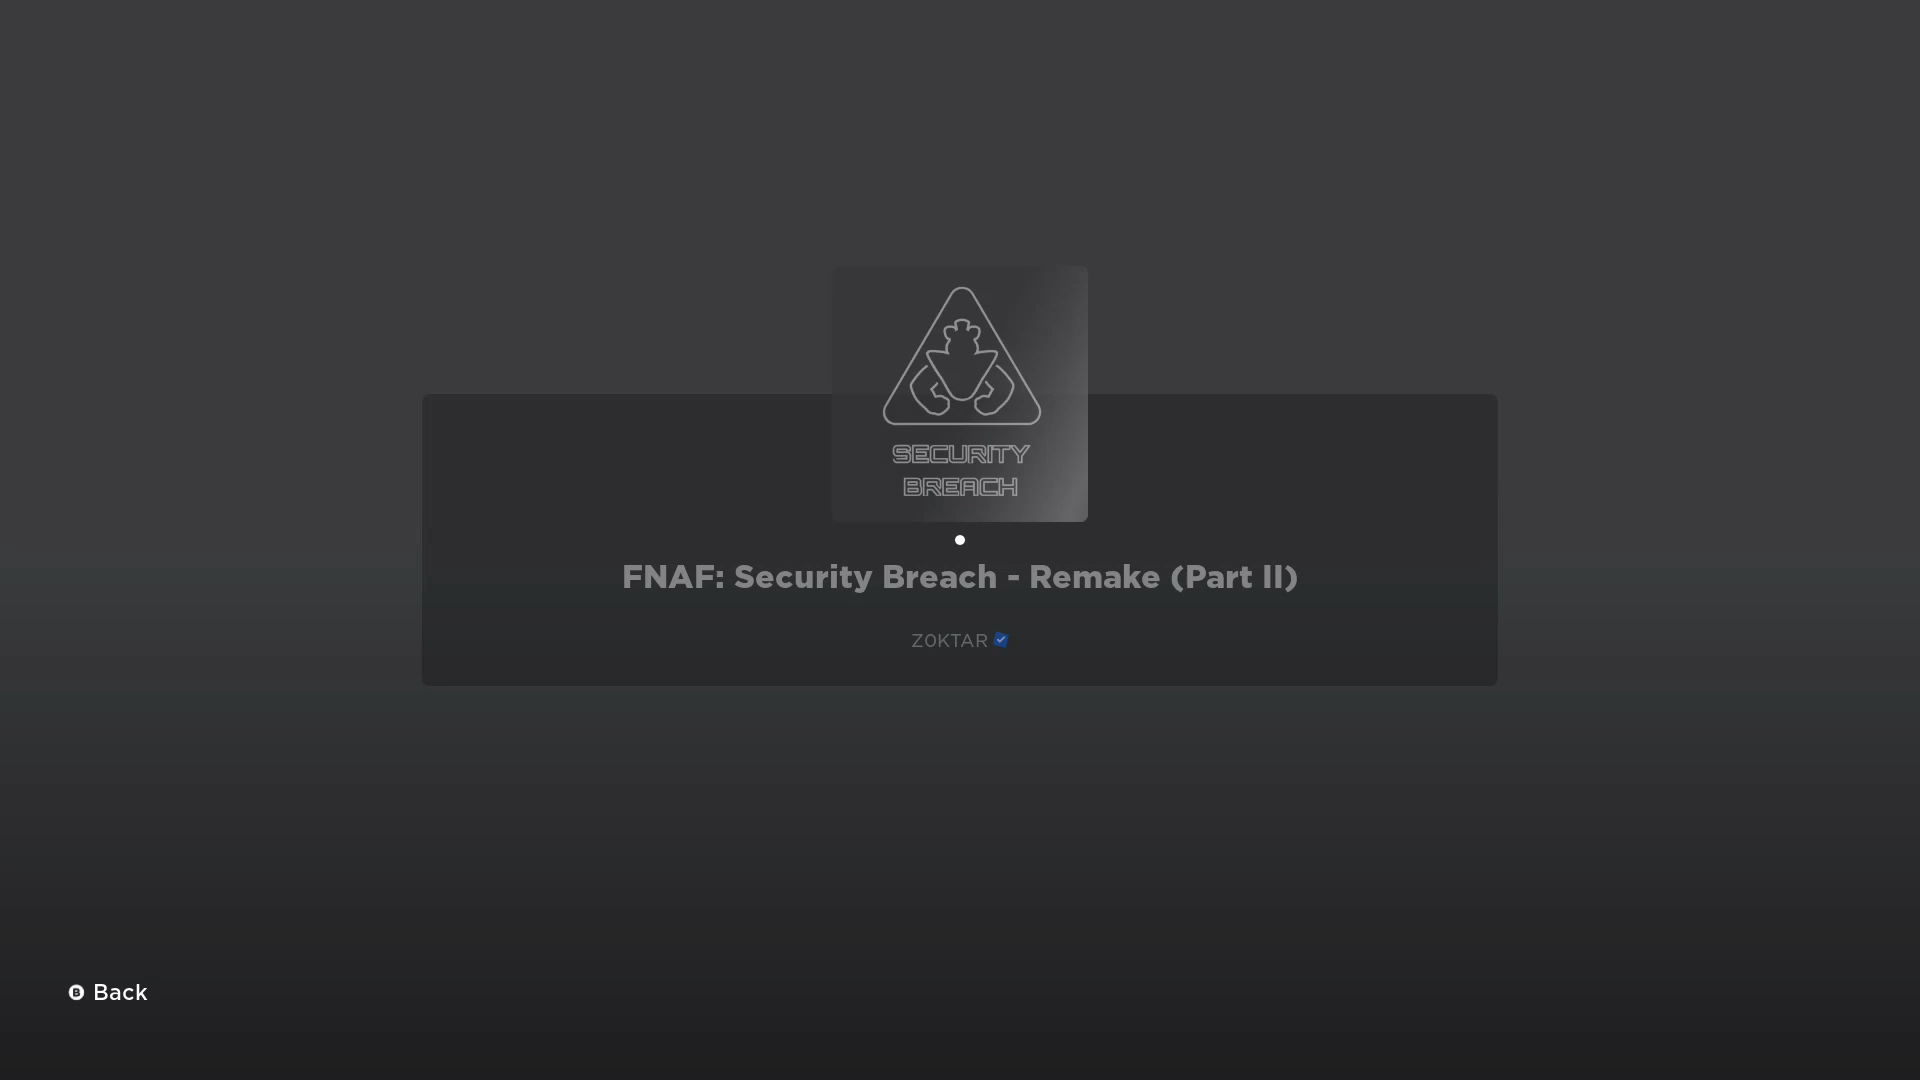 SECURITY
BREACH
FNAF: Security Breach - Remake (Part II)
Z0KTAR
B Back